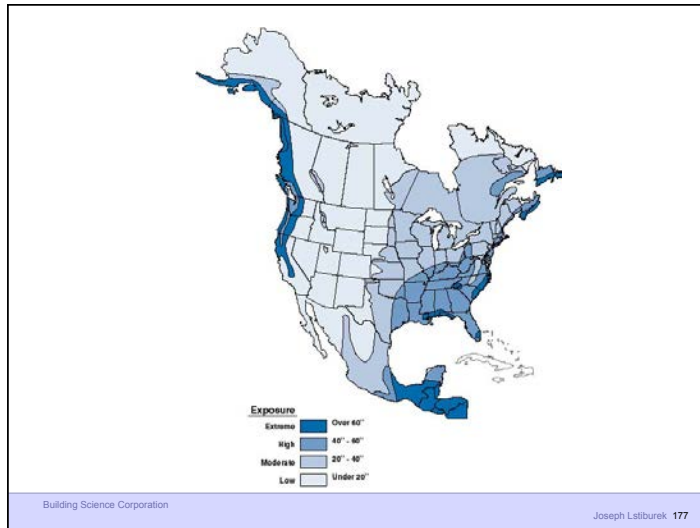 Exposure
Extreme Over 60"
High 40" - 60"
Moderate 20" - 40"
Low Under 20"
Building Science Corporation
Joseph Lstiburek 177